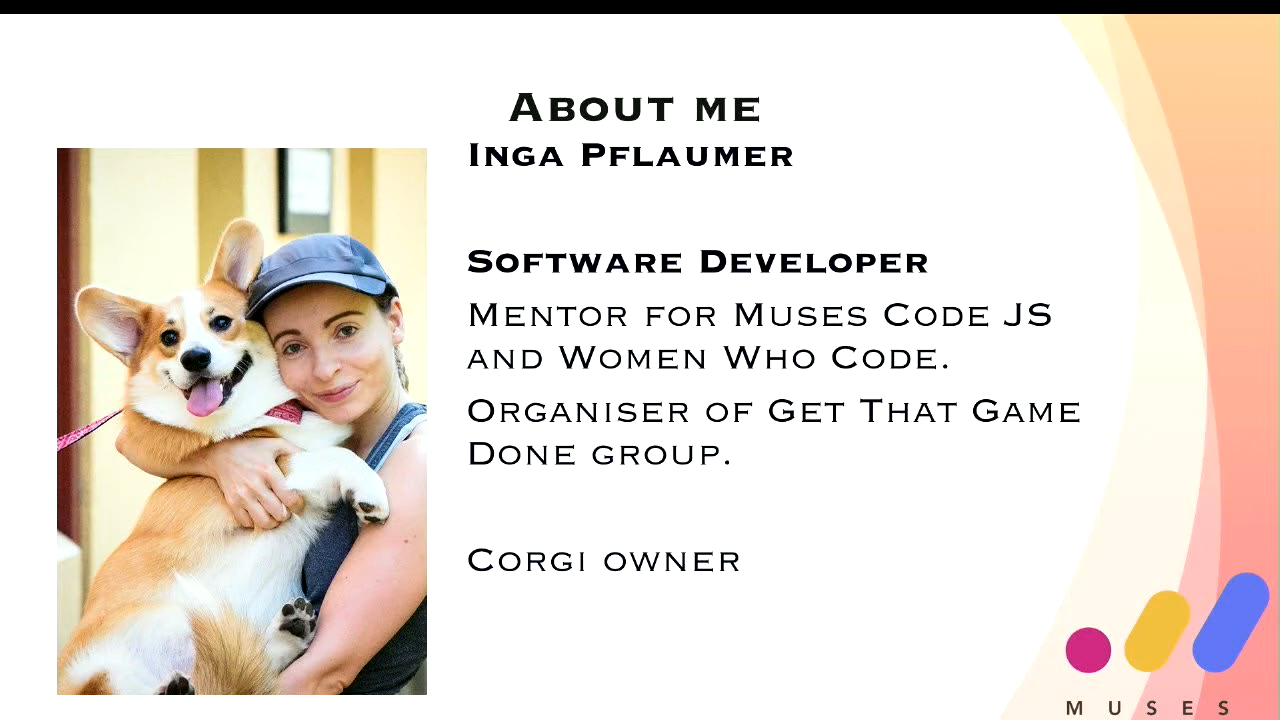 About me
Inga Pflaumer
Software Developer
Mentor for Muses Code JS
and Women Who Code.
Organiser of Get That Game
Done group.
Corgi owner
MUSES